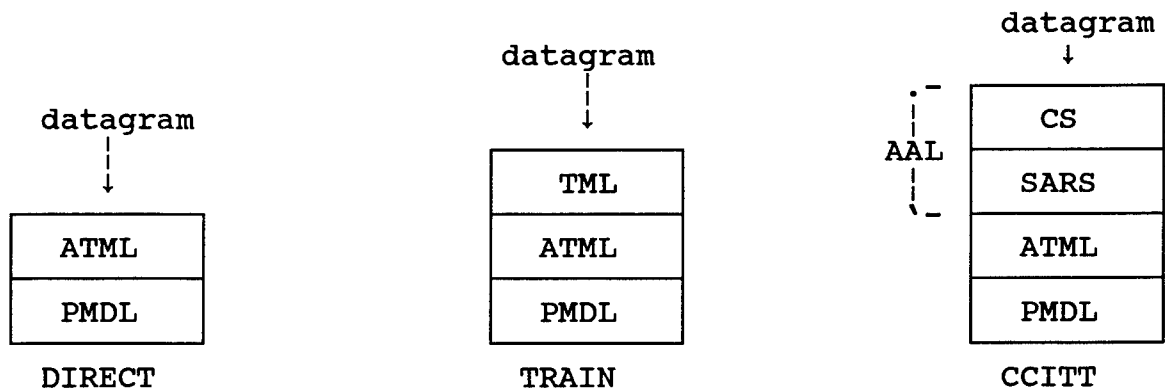 datagram
ATML
PMDL
DIRECT
datagram
TML
ATML
PMDL
TRAIN
datagram
AAL
CS
SARS
ATML
PMDL
CCITT